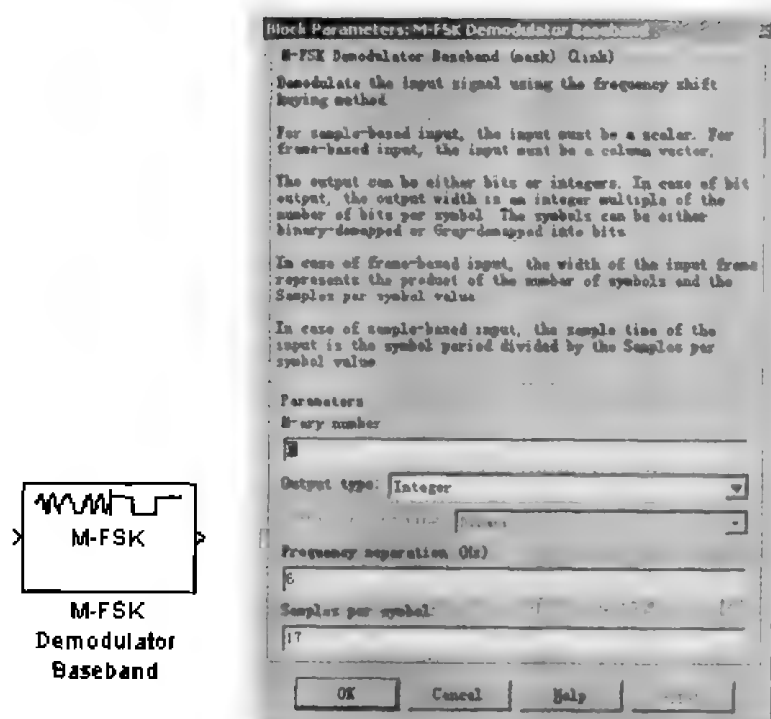 Block Parameters: M-FSK Demodulator Baseband
M-FSK Demodulator Baseband (mask) (link)
Demodulate the input signal using the frequency shift
keying method
For sample-based input, the input must be a scalar. For
frame-based input, the input must be a column vector.
The output can be either bits or integers. In case of bit
output, the output width is an integer multiple of the
number of bits per symbol The symbols can be either
binary-demapped or Gray-demapped into bits
In case of frame-based input, the width of the input frame
represents the product of the number of symbols and the
Samples per symbol value
In case of sample-based input, the sample time of the
input is the symbol period divided by the Samples per
symbol value
Parameters
M-ary number
Output type: Integer
Frequency separation (Hz)
6
Samples per symbol:
17
OK Cancel Help
M-FSK
M-FSK
Demodulator
Baseband